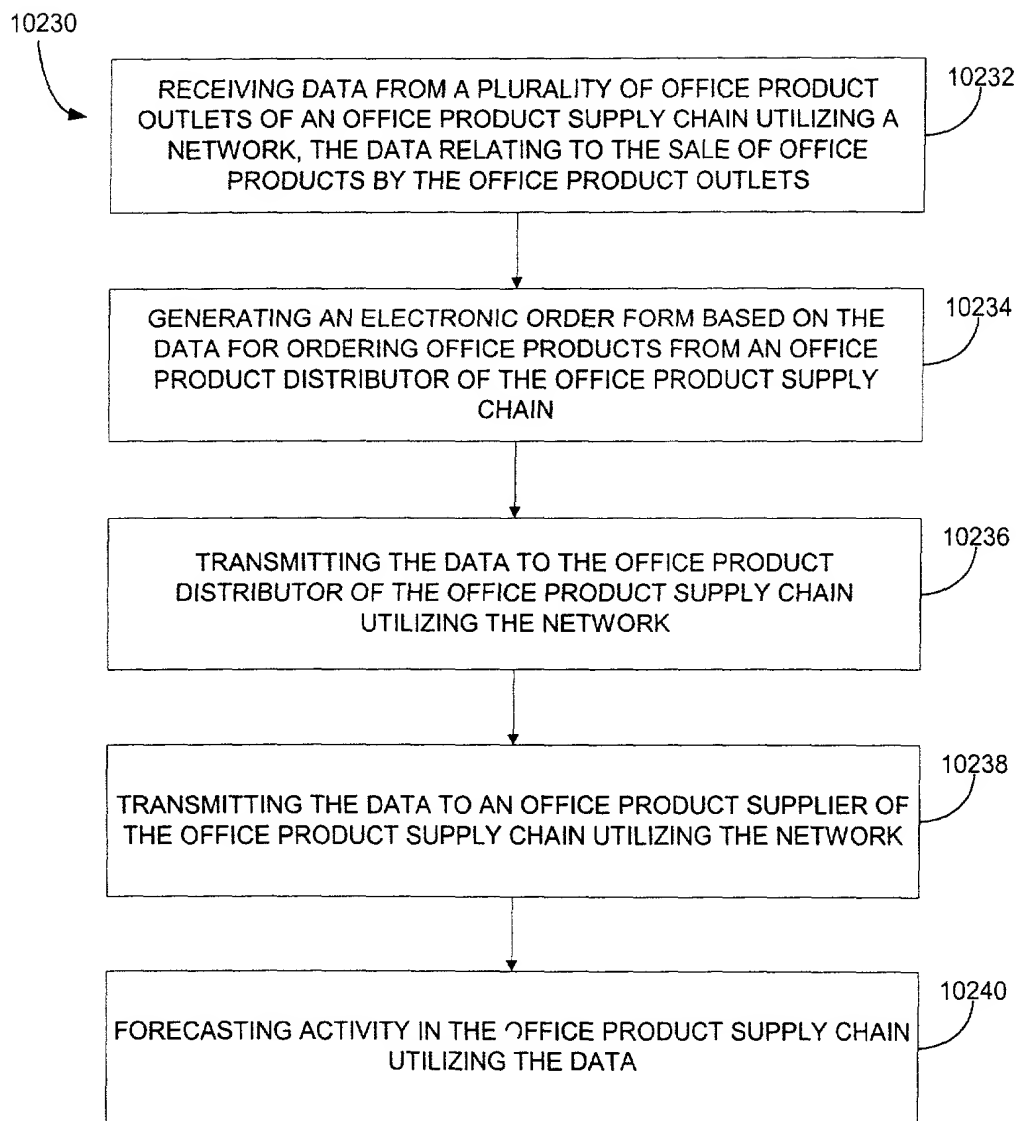 10230
RECEIVING DATA FROM A PLURALITY OF OFFICE PRODUCT
OUTLETS OF AN OFFICE PRODUCT SUPPLY CHAIN UTILIZING A
NETWORK, THE DATA RELATING TO THE SALE OF OFFICE
PRODUCTS BY THE OFFICE PRODUCT OUTLETS
10232
GENERATING AN ELECTRONIC ORDER FORM BASED ON THE
DATA FOR ORDERING OFFICE PRODUCTS FROM AN OFFICE
PRODUCT DISTRIBUTOR OF THE OFFICE PRODUCT SUPPLY
CHAIN
10234
TRANSMITTING THE DATA TO THE OFFICE PRODUCT
DISTRIBUTOR OF THE OFFICE PRODUCT SUPPLY CHAIN
UTILIZING THE NETWORK
10236
TRANSMITTING THE DATA TO AN OFFICE PRODUCT SUPPLIER OF
THE OFFICE PRODUCT SUPPLY CHAIN UTILIZING THE NETWORK
10238
FORECASTING ACTIVITY IN THE OFFICE PRODUCT SUPPLY CHAIN
UTILIZING THE DATA
10240